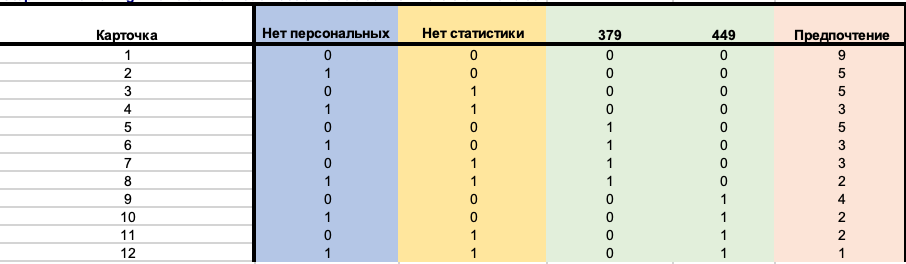 Карточка Нет персональных Нет статистики 379 449 Предпочтение
1 0 0 0 0 9
2 1 0 0 0 5
3 0 1 0 0 5
4 1 1 0 0 3
5 0 0 1 0 5
6 1 0 1 0 3
7 0 1 1 0 3
8 1 1 1 0 2
9 0 0 0 1 4
10 1 0 0 1 2
11 0 1 0 1 2
12 1 1 0 1 1